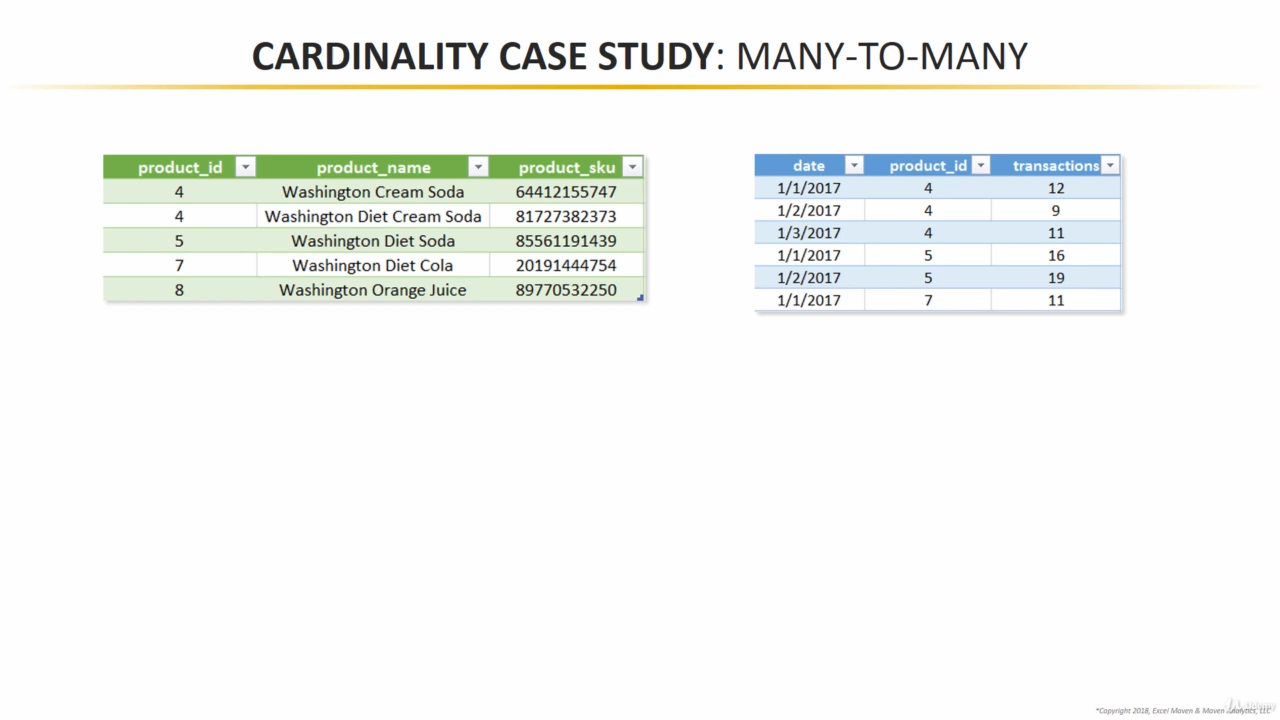 CARDINALITY CASE STUDY: MANY-TO-MANY
product_id product_name product_sku
4 Washington Cream Soda 64412155747
4 Washington Diet Cream Soda 81727382373
5 Washington Diet Soda 85561191439
7 Washington Diet Cola 20191444754
8 Washington Orange Juice 89770532250
date product_id transactions
1/1/2017 4 12
1/2/2017 4 9
1/3/2017 4 11
1/1/2017 5 16
1/2/2017 5 19
1/1/2017 7 11
*Copyright 2018, Excel Maven & Maven Analytics, LLC
Udemy